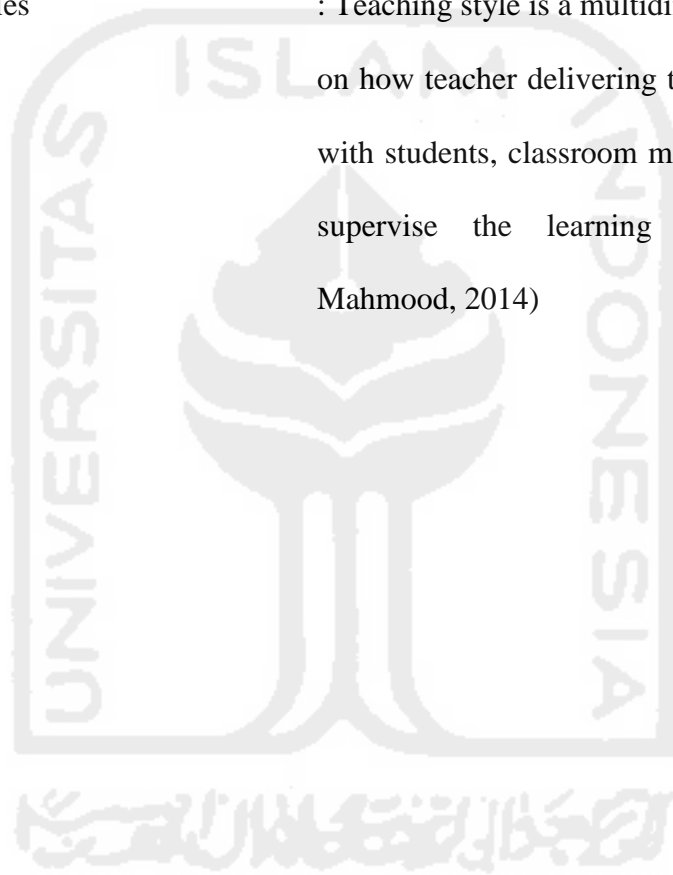 les : Teaching style is a multidi
on how teacher delivering t
with students, classroom m
supervise the learning
Mahmood, 2014)
UNIVERSITAS
ISLAM
INDONESIA